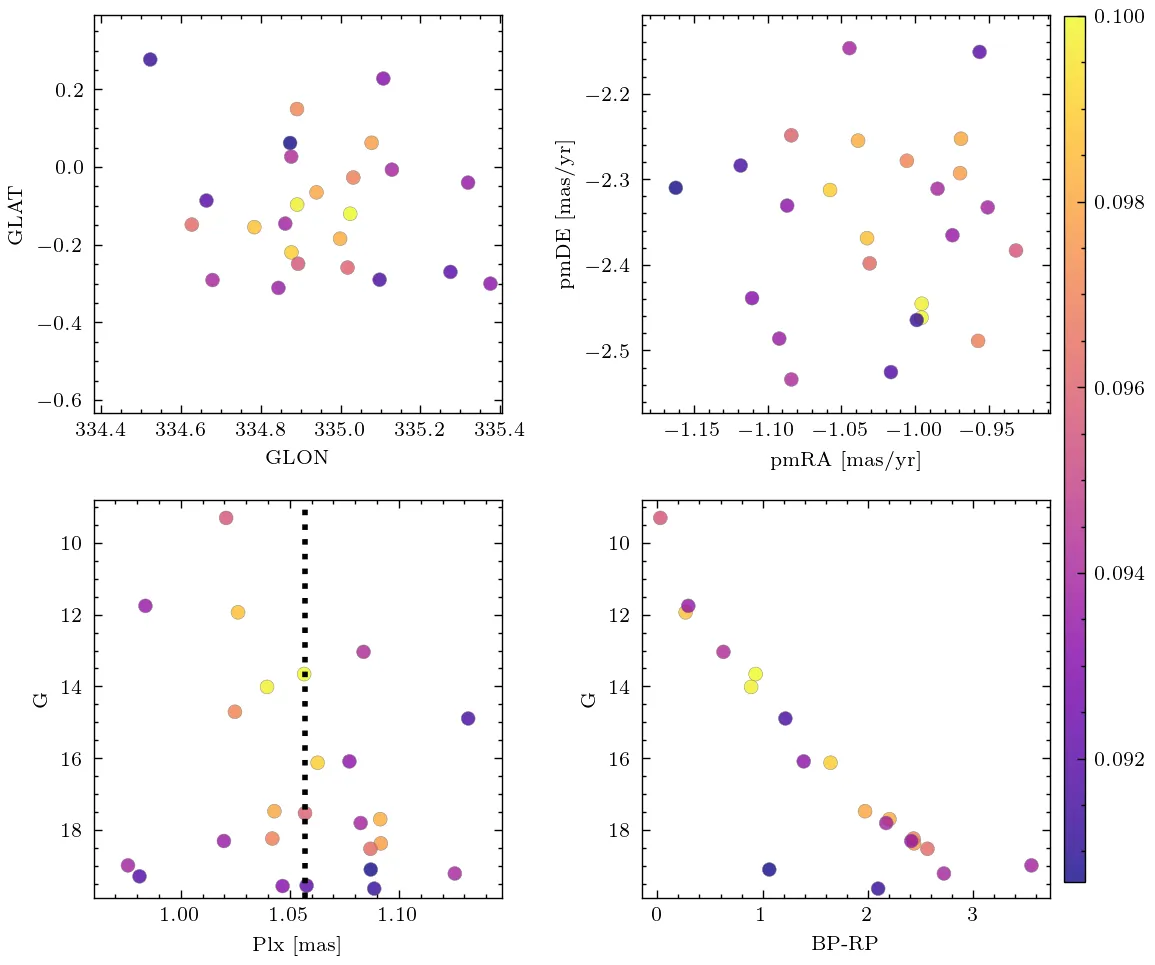 0.2
0.0
−0.2
−0.4
−0.6
GLAT
334.4 334.6 334.8 335.0 335.2 335.4
GLON
−2.2
−2.3
−2.4
−2.5
pmDE [mas/yr]
−1.15 −1.10 −1.05 −1.00 −0.95
pmRA [mas/yr]
10
12
14
16
18
G
1.00 1.05 1.10
Plx [mas]
10
12
14
16
18
G
0 1 2 3
BP-RP
0.100
0.098
0.096
0.094
0.092